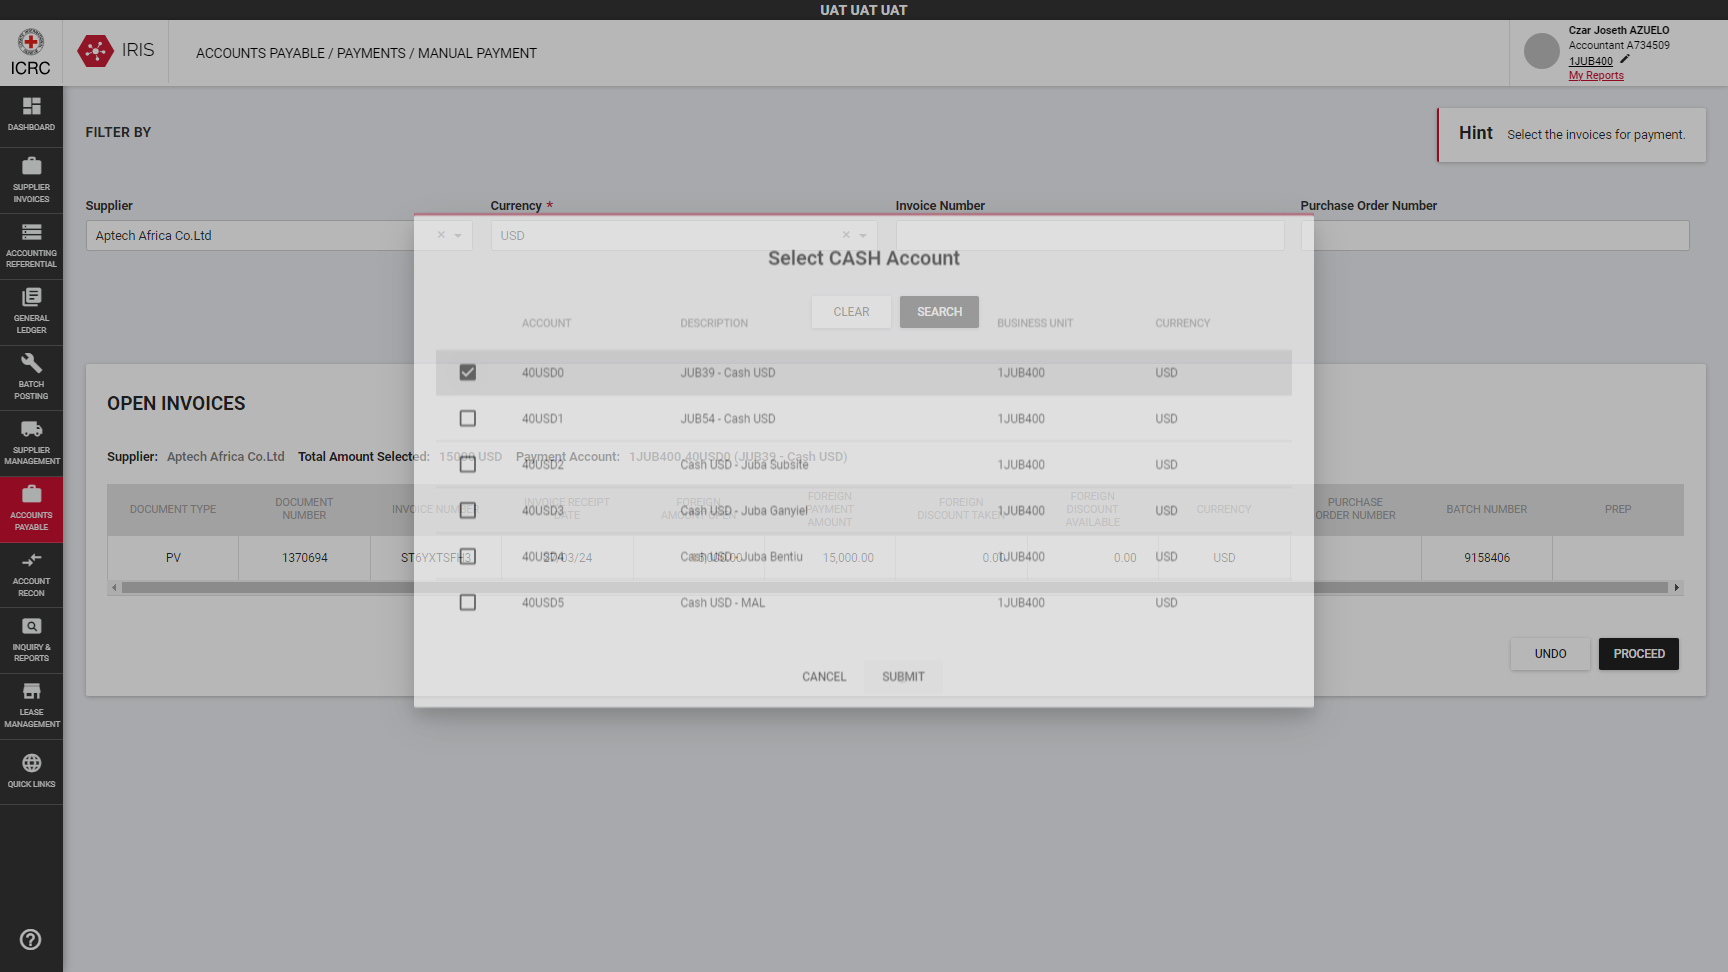 UAT UAT UAT
ICRC
IRIS
ACCOUNTS PAYABLE / PAYMENTS / MANUAL PAYMENT
Czar Joseth AZUELO
Accountant A734509
1JUB400
My Reports
DASHBOARD
SUPPLIER
INVOICES
ACCOUNTING
REFERENTIAL
GENERAL
LEDGER
BATCH
POSTING
SUPPLIER
MANAGEMENT
ACCOUNTS
PAYABLE
ACCOUNT
RECON
INQUIRY &
REPORTS
LEASE
MANAGEMENT
QUICK LINKS
FILTER BY
Hint Select the invoices for payment.
Supplier Currency * Invoice Number Purchase Order Number
Aptech Africa Co.Ltd USD
Select CASH Account
CLEAR SEARCH
ACCOUNT DESCRIPTION BUSINESS UNIT CURRENCY
40USD0 JUB39 - Cash USD 1JUB400 USD
40USD1 JUB54 - Cash USD 1JUB400 USD
40USD2 Cash USD - Juba Subsite 1JUB400 USD
40USD3 Cash USD - Juba Ganyiel 1JUB400 USD
40USD4 Cash USD - Juba Bentiu 1JUB400 USD
40USD5 Cash USD - MAL 1JUB400 USD
CANCEL SUBMIT
OPEN INVOICES
Supplier: Aptech Africa Co.Ltd Total Amount Selected: 15000 USD Payment Account: 1JUB400.40USD0 (JUB39 - Cash USD)
DOCUMENT TYPE DOCUMENT NUMBER INVOICE NUMBER INVOICE RECEIPT DATE FOREIGN AMOUNT OPEN FOREIGN PAYMENT AMOUNT FOREIGN DISCOUNT TAKEN FOREIGN DISCOUNT AVAILABLE CURRENCY PURCHASE ORDER NUMBER BATCH NUMBER PREP
PV 1370694 /03/24 15,000.00 0.00 0.00 USD 9158406
UNDO PROCEED